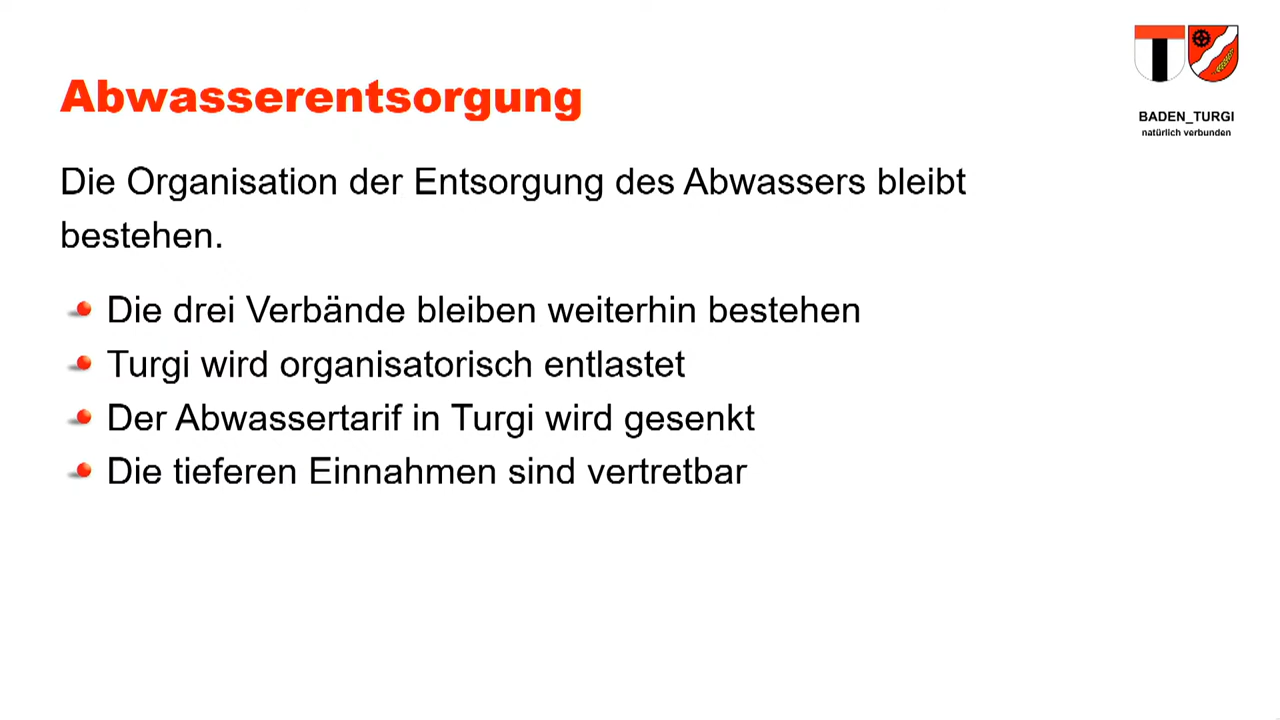 Abwasserentsorgung
BADEN_TURGI
natürlich verbunden
Die Organisation der Entsorgung des Abwassers bleibt
bestehen.
Die drei Verbände bleiben weiterhin bestehen
Turgi wird organisatorisch entlastet
Der Abwassertarif in Turgi wird gesenkt
Die tieferen Einnahmen sind vertretbar